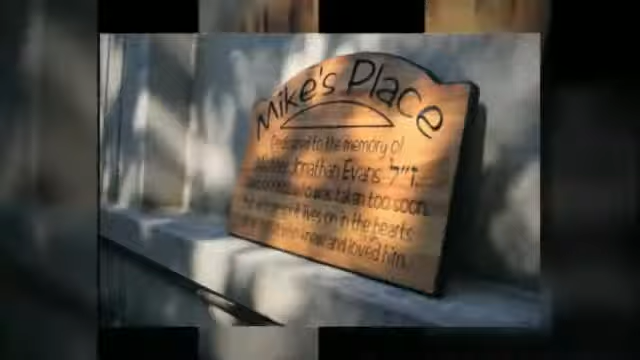 Mike's Place
Dedicated to the memory of
Jonathan Evans ז״ל
taken too soon.
lives on in the hearts
knew and loved him.